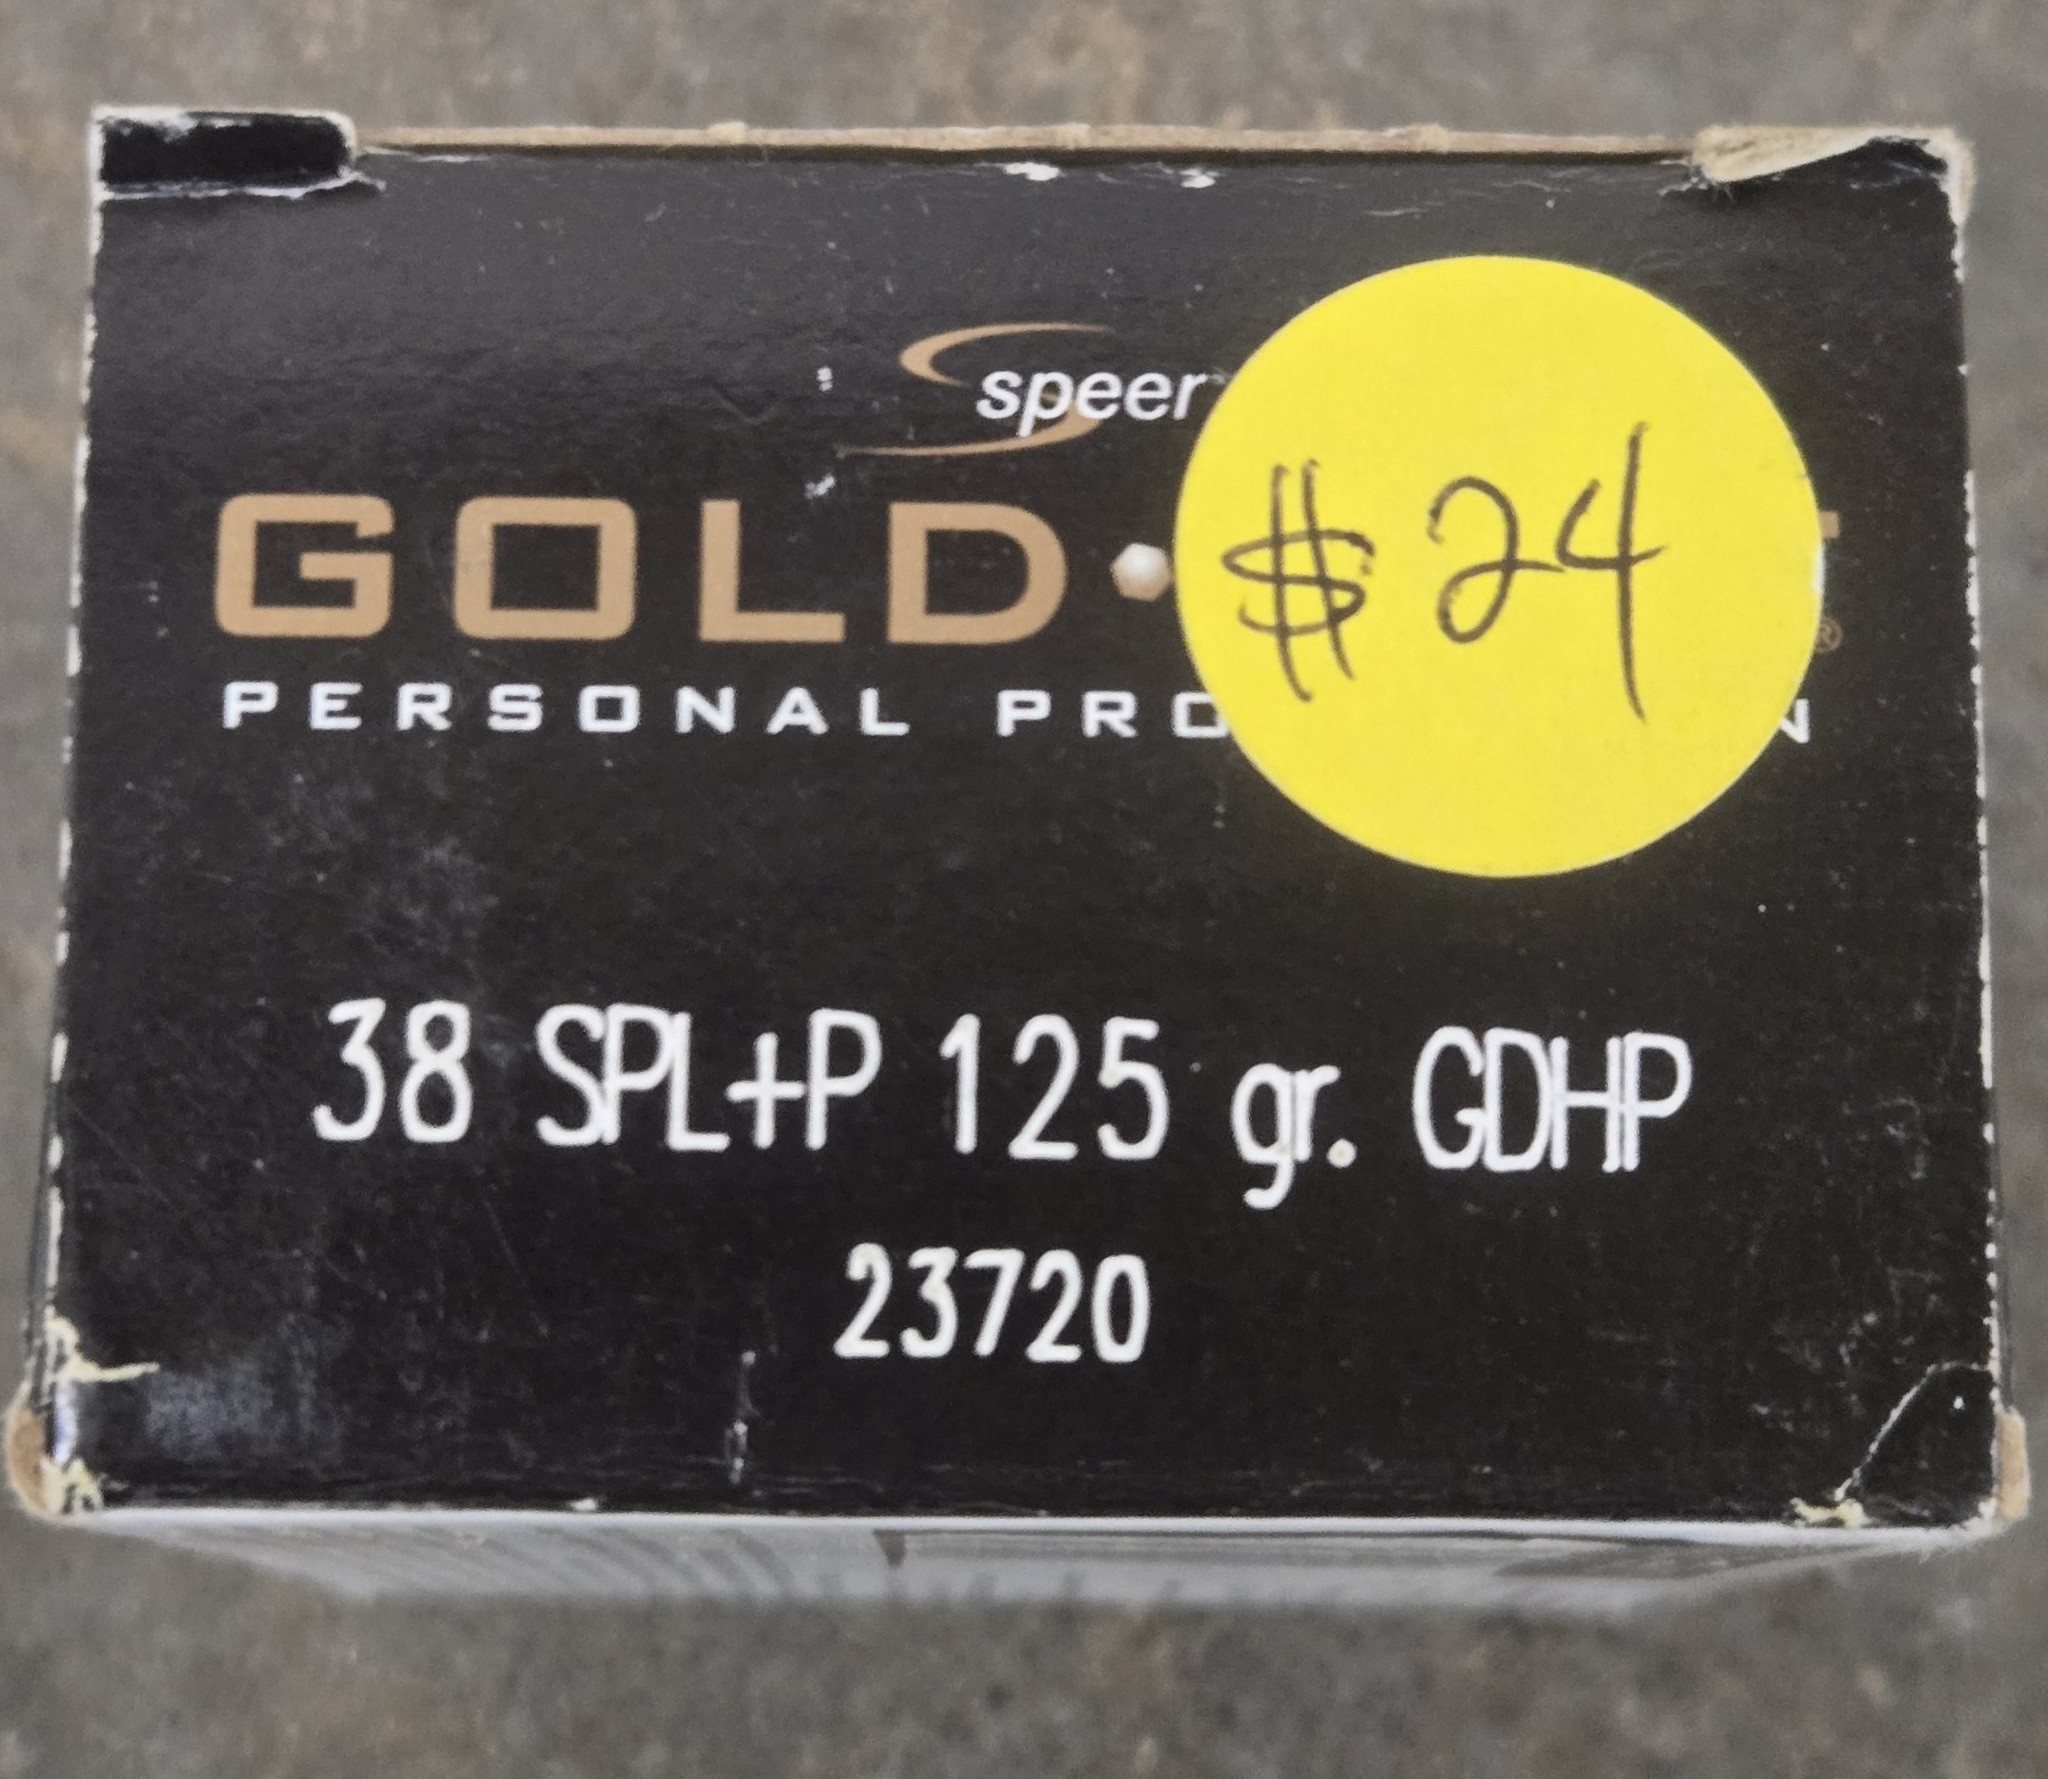 speer
GOLD
$24
PERSONAL
38 SPL+P 125 gr. GDHP
23720